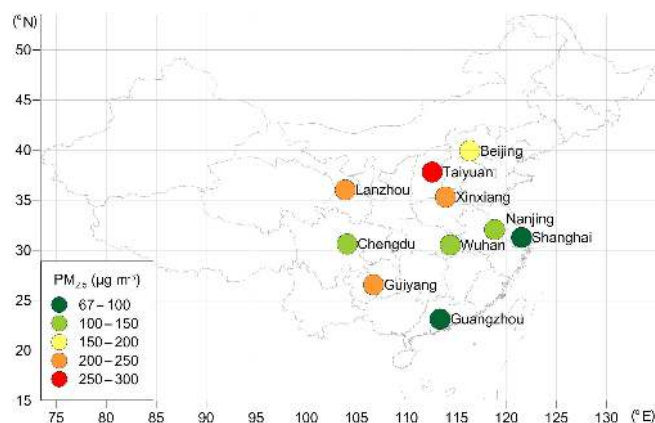 (°N)
50
45
40
35
30
25
20
15
Beijing
Taiyuan
Lanzhou
Xinxiang
Nanjing
Chengdu
Wuhan
Shanghai
Guiyang
Guangzhou
PM2.5 (μg m⁻³)
67–100
100–150
150–200
200–250
250–300
75 80 85 90 95 100 105 110 115 120 125 130 (°E)